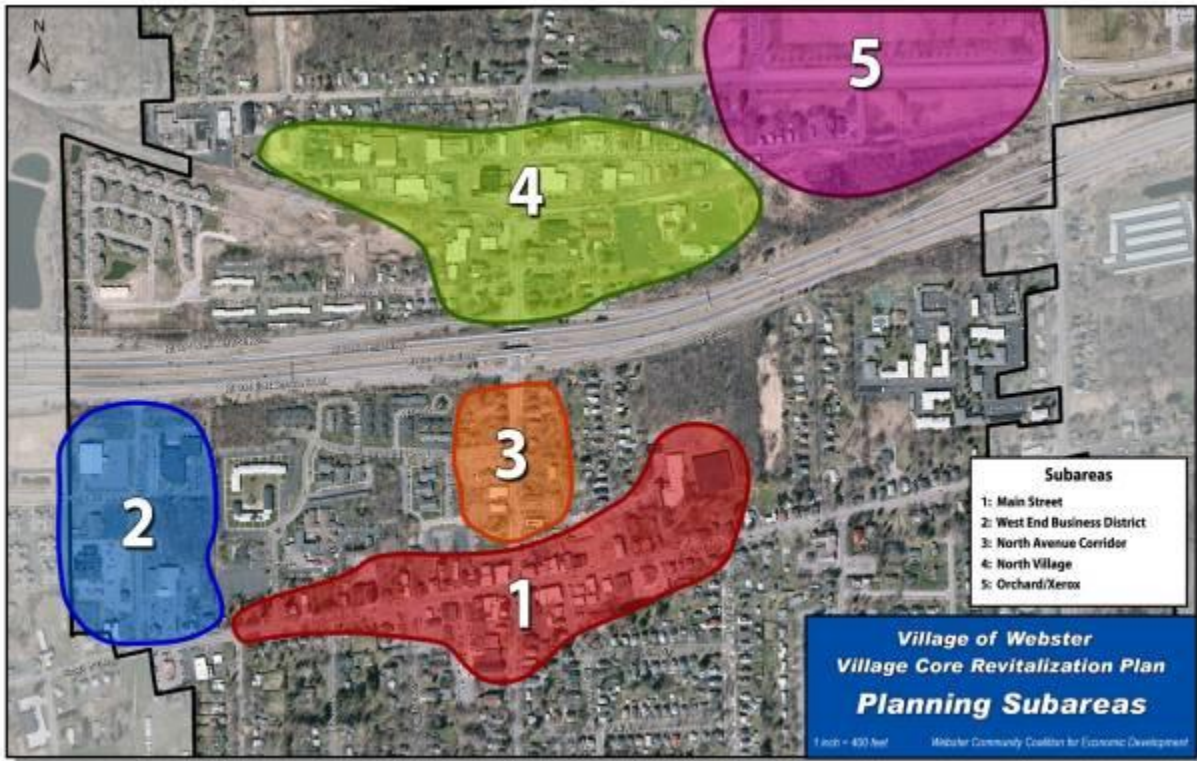 N
5
4
3
2
1
Subareas
1: Main Street
2: West End Business District
3: North Avenue Corridor
4: North Village
5: Orchard/Xerox
Village of Webster
Village Core Revitalization Plan
Planning Subareas
1 inch = 400 feet Webster Community Coalition for Economic Development